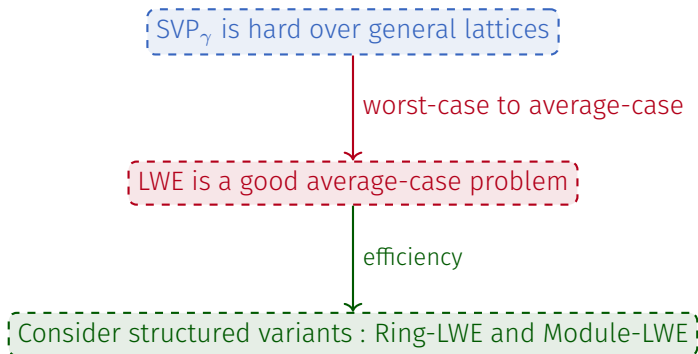 SVPγ is hard over general lattices
worst-case to average-case
LWE is a good average-case problem
efficiency
Consider structured variants : Ring-LWE and Module-LWE